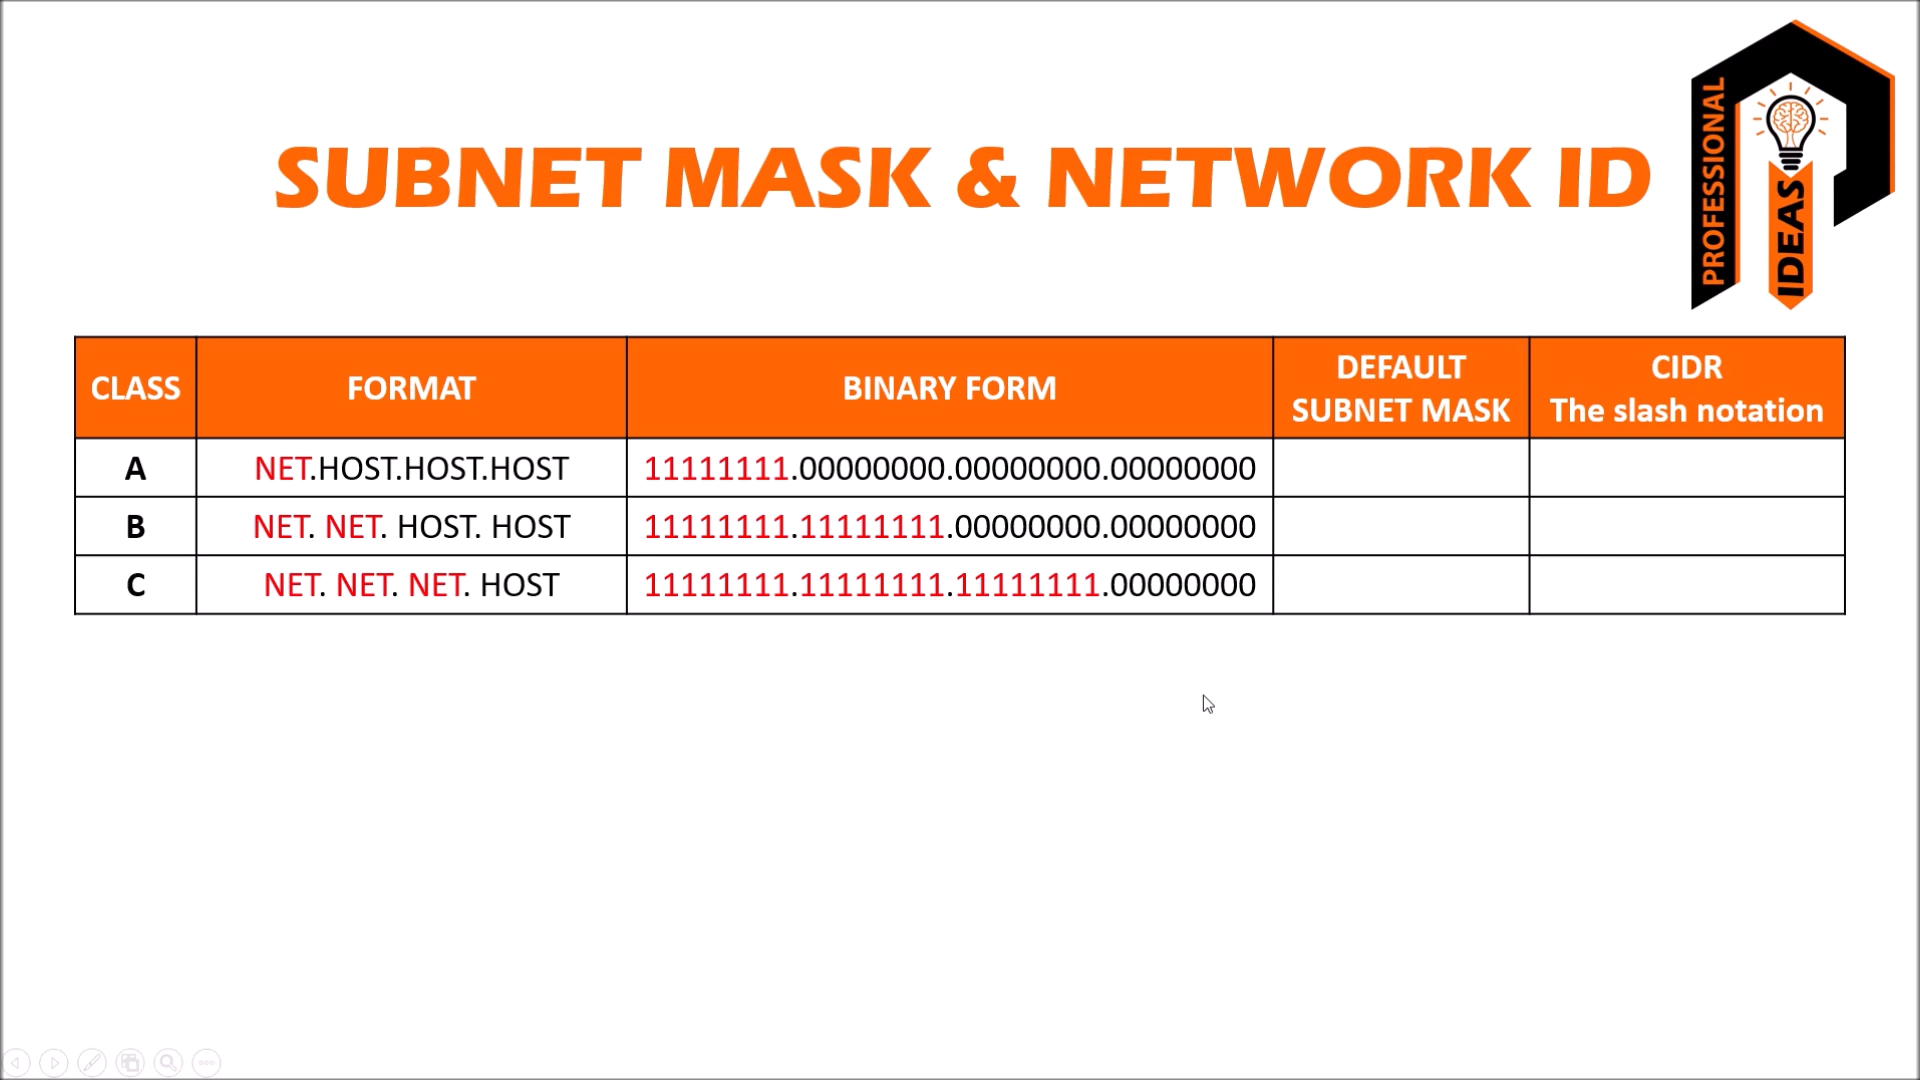 SUBNET MASK & NETWORK ID
PROFESSIONAL
IDEAS
CLASS
FORMAT
BINARY FORM
DEFAULT
SUBNET MASK
CIDR
The slash notation
A
NET.HOST.HOST.HOST
11111111.00000000.00000000.00000000
B
NET. NET. HOST. HOST
11111111.11111111.00000000.00000000
C
NET. NET. NET. HOST
11111111.11111111.11111111.00000000